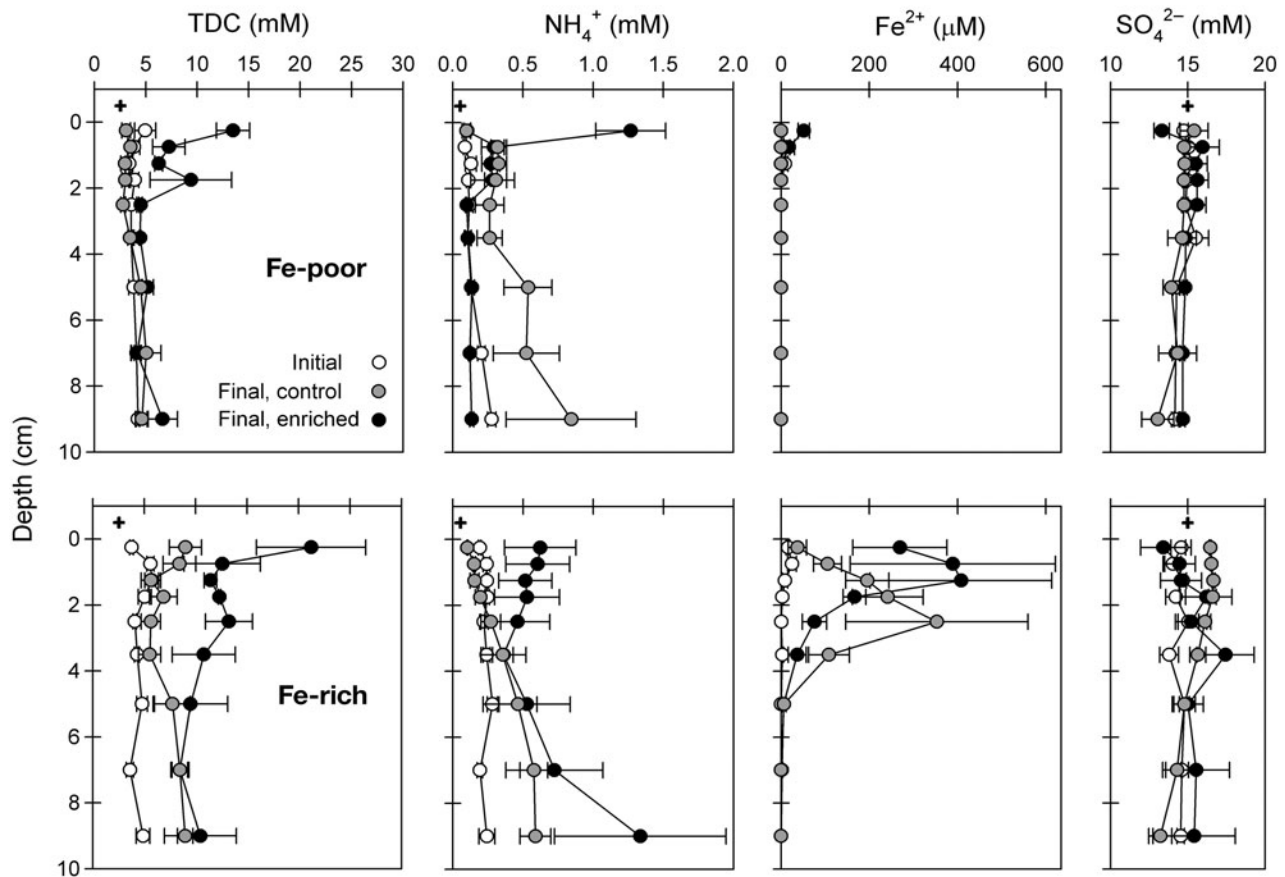 TDC (mM) NH₄⁺ (mM) Fe²⁺ (μM) SO₄²⁻ (mM)
0 5 10 15 20 25 30 0.0 0.5 1.0 1.5 2.0 0 200 400 600 10 15 20
0
2
4
6
8
10
Fe-poor
Initial
Final, control
Final, enriched
Depth (cm)
0
2
4
6
8
10
Fe-rich